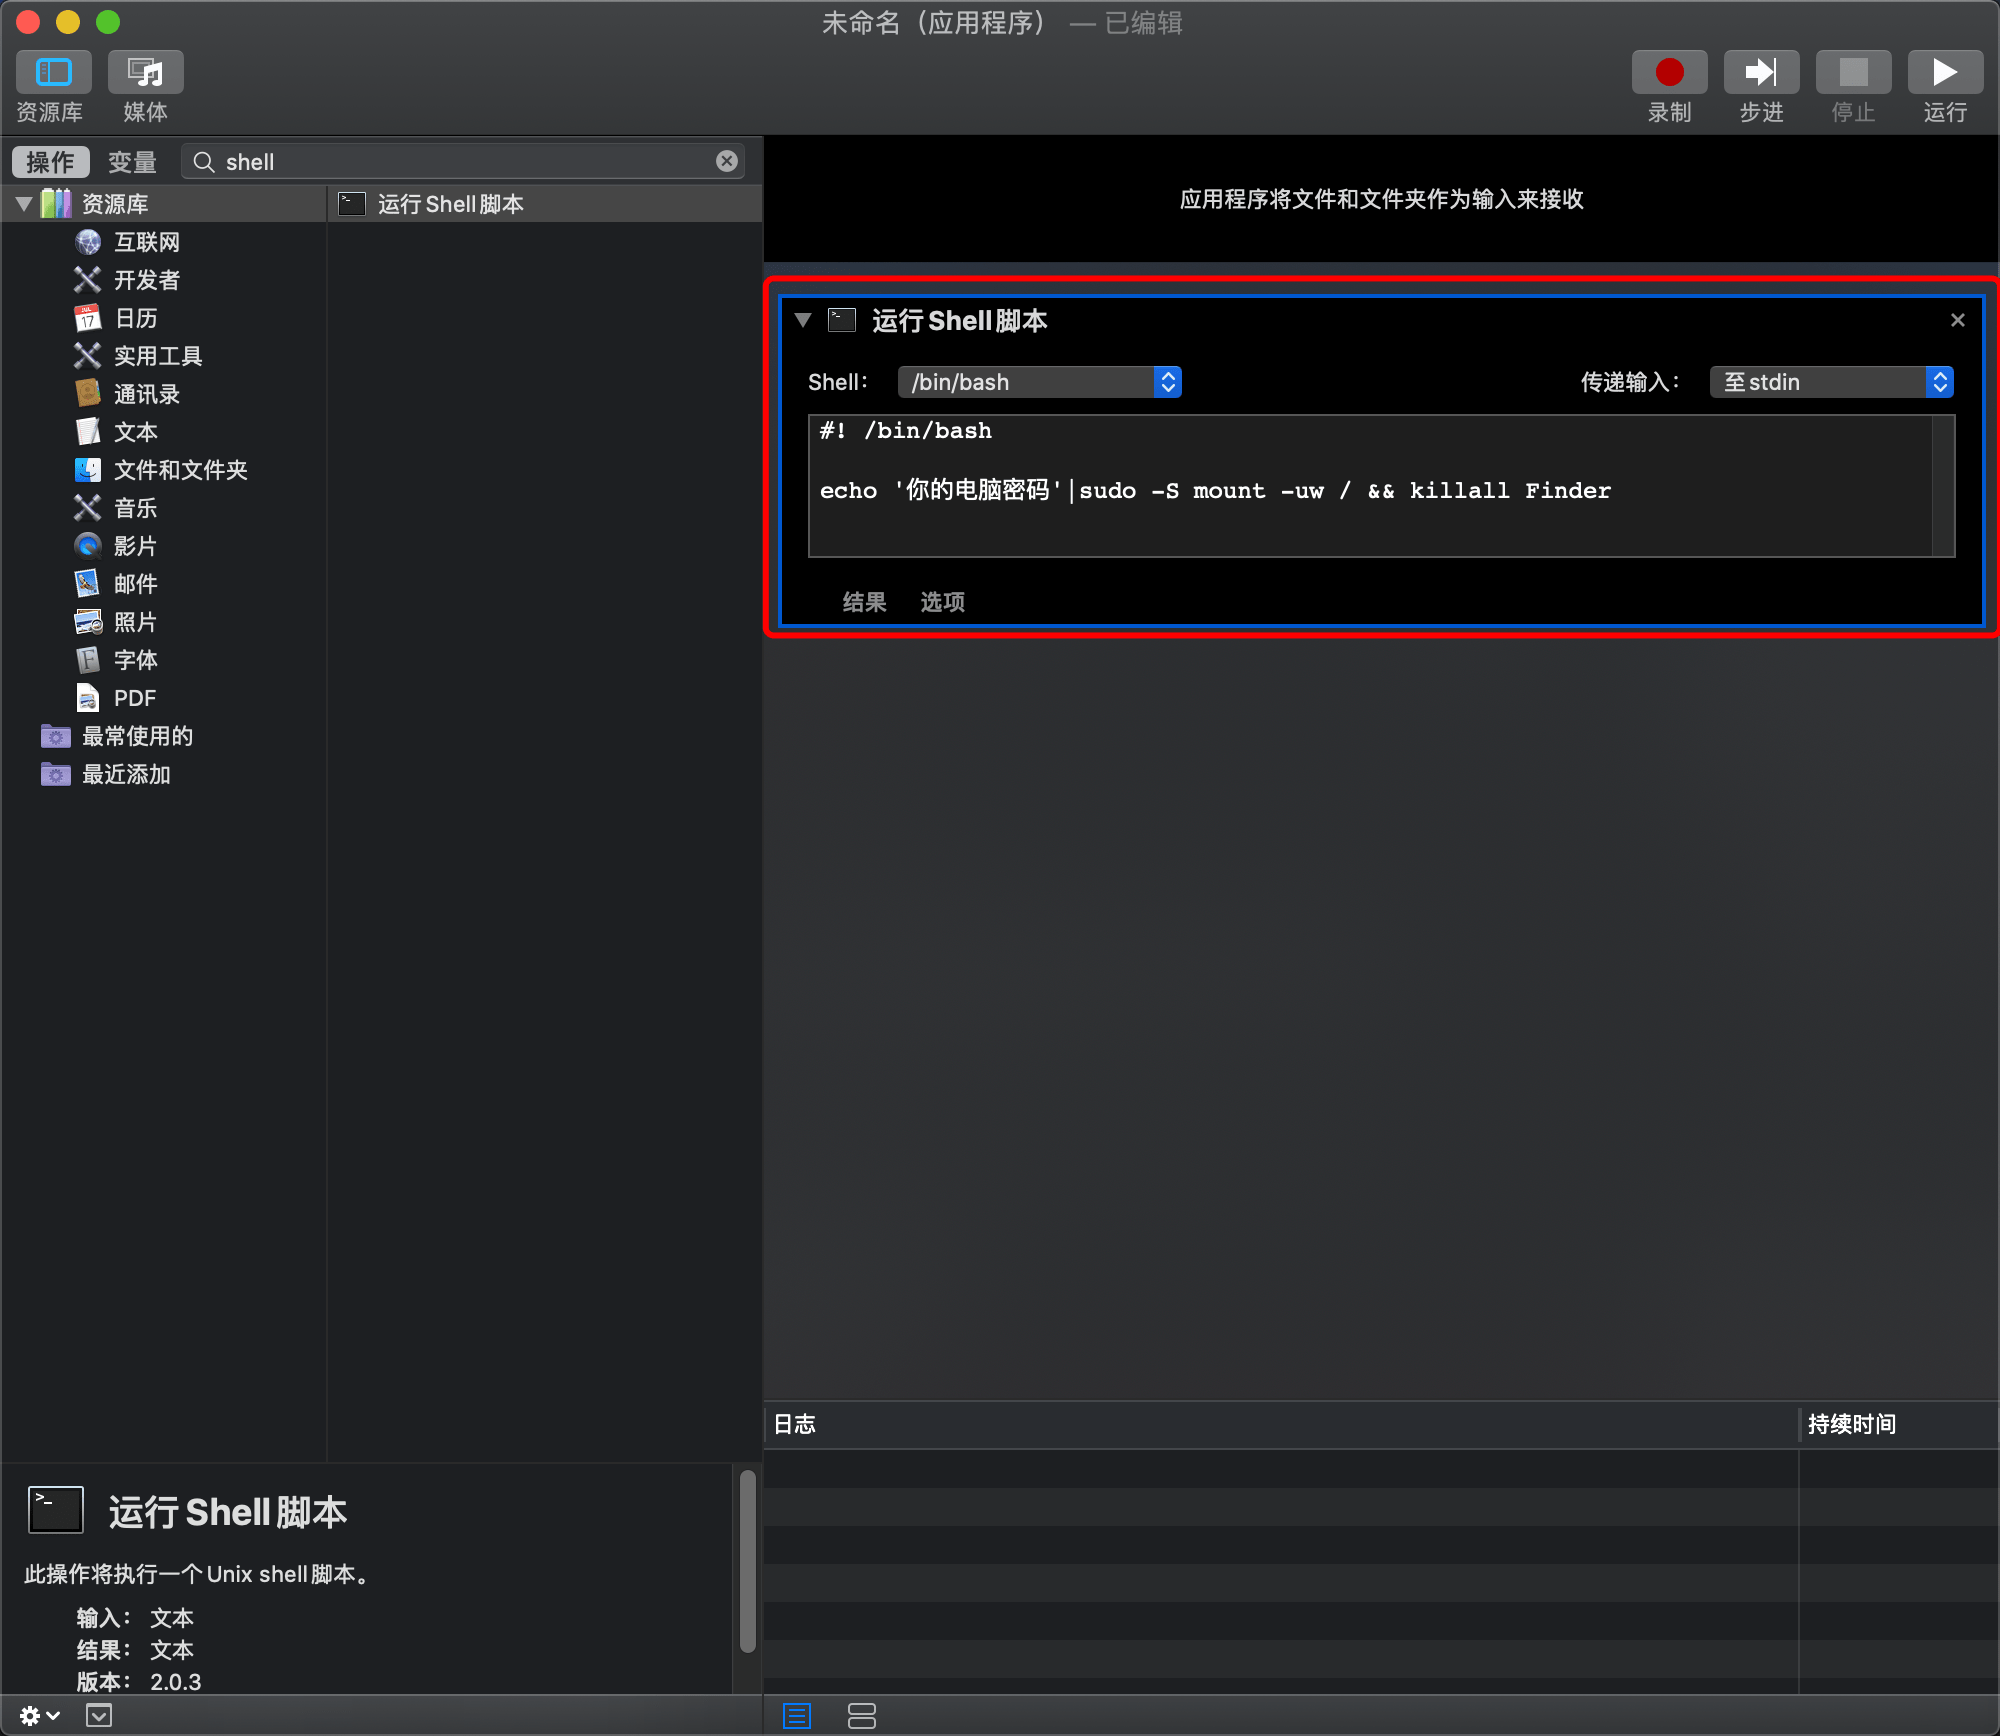 未命名（应用程序） — 已编辑
资源库
媒体
录制
步进
停止
运行
操作
变量
shell
应用程序将文件和文件夹作为输入来接收
资源库
互联网
开发者
JUL
17
日历
实用工具
通讯录
文本
文件和文件夹
音乐
影片
邮件
照片
F
字体
PDF
最常使用的
最近添加
>_ 运行 Shell 脚本
>_ 运行 Shell 脚本
Shell： /bin/bash
传递输入： 至 stdin
#! /bin/bash
echo '你的电脑密码'|sudo -S mount -uw / && killall Finder
结果
选项
日志
持续时间
>_ 运行 Shell 脚本
此操作将执行一个 Unix shell 脚本。
输入： 文本
结果： 文本
版本： 2.0.3